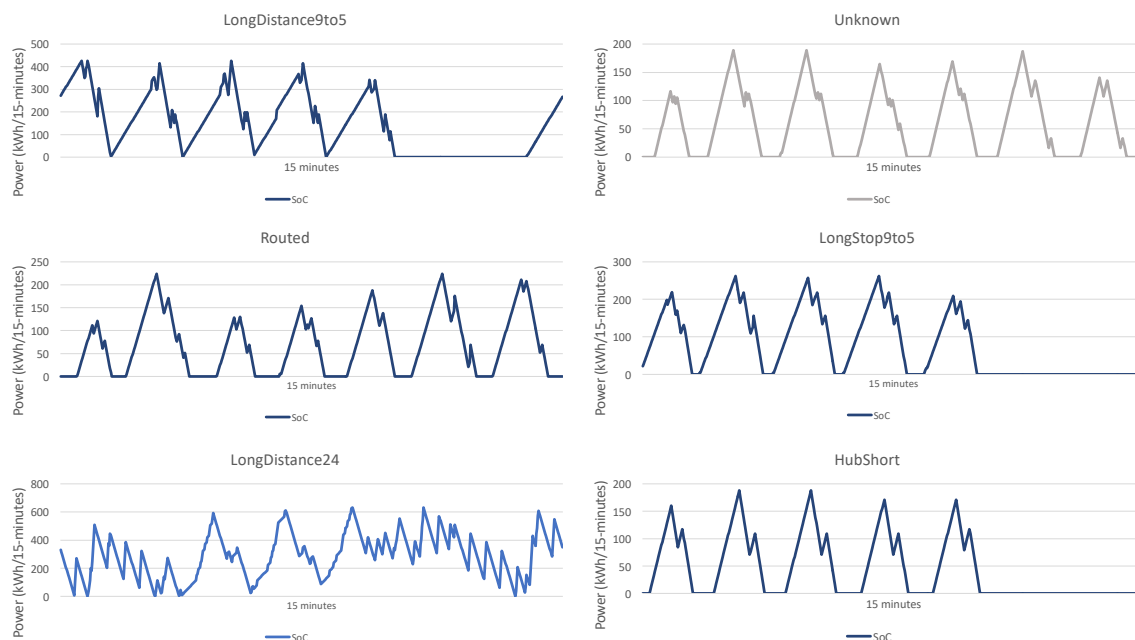 LongDistance9to5
Power (kWh/15-minutes)
500
400
300
200
100
0
15 minutes
SoC
Unknown
Power (kWh/15-minutes)
200
150
100
50
0
15 minutes
SoC
Routed
Power (kWh/15-minutes)
250
200
150
100
50
0
15 minutes
SoC
LongStop9to5
Power (kWh/15-minutes)
300
200
100
0
15 minutes
SoC
LongDistance24
Power (kWh/15-minutes)
800
600
400
200
0
15 minutes
SoC
HubShort
Power (kWh/15-minutes)
200
150
100
50
0
15 minutes
SoC